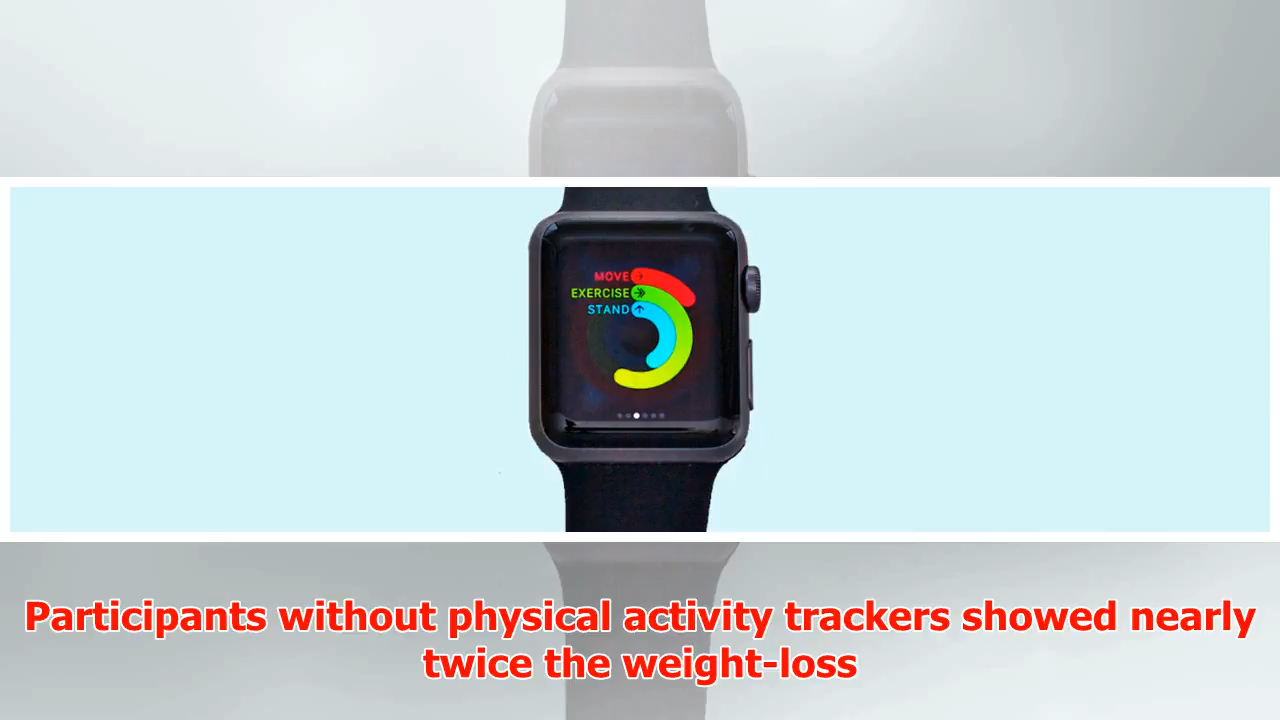 MOVE
EXERCISE
STAND
Participants without physical activity trackers showed nearly
twice the weight-loss